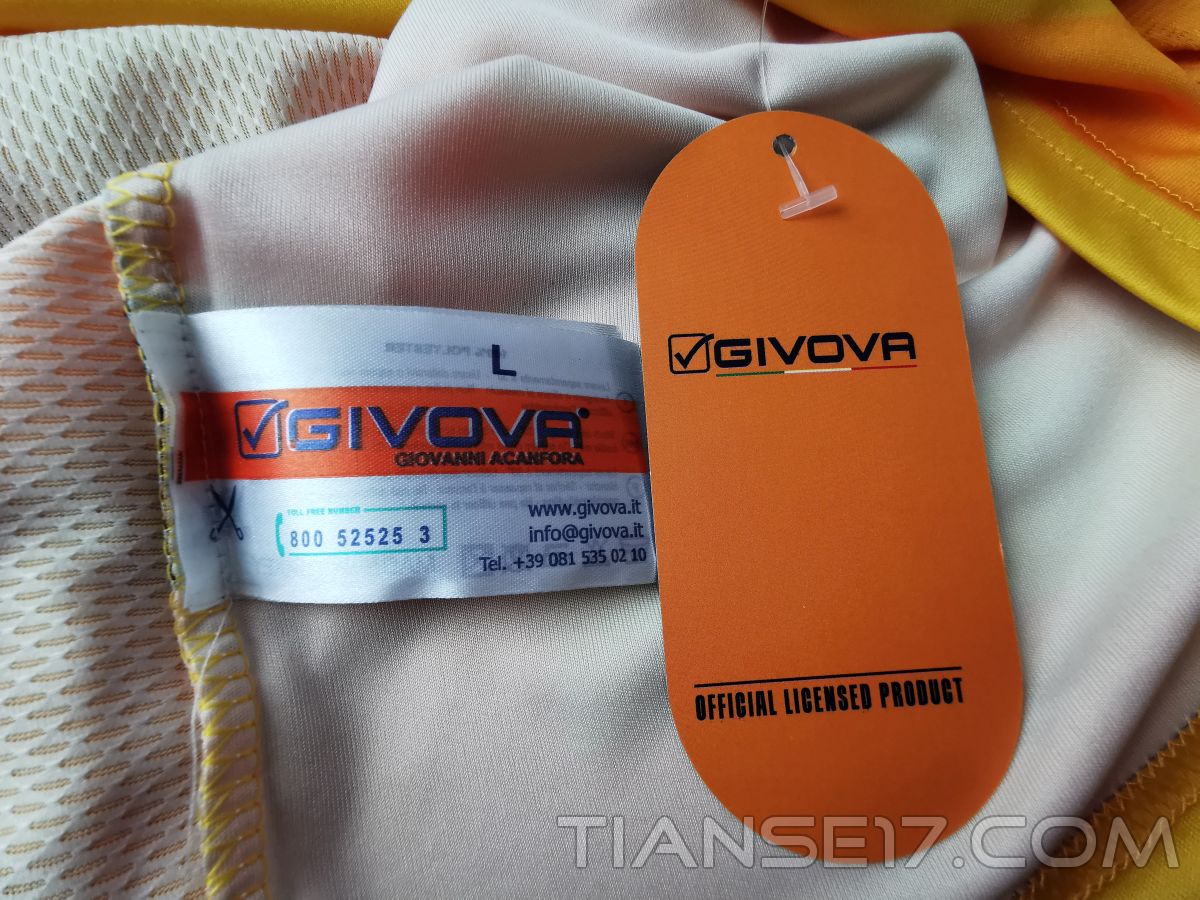 L
GIVOVA
GIOVANNI ACANFORA
TOLL FREE NUMBER
800 52525 3
www.givova.it
info@givova.it
Tel. +39 081 535 02 10
GIVOVA
OFFICIAL LICENSED PRODUCT
TIANSE17.COM